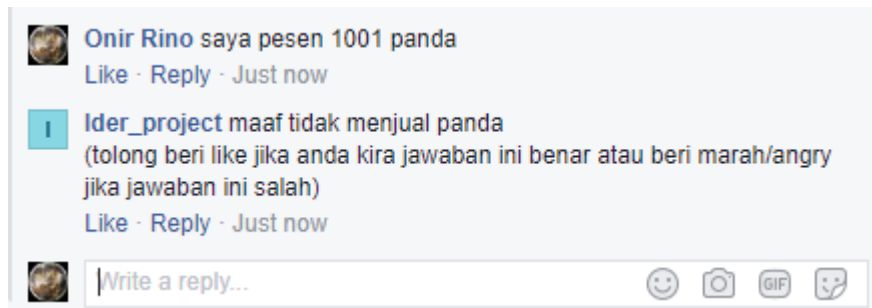 Onir Rino saya pesen 1001 panda
Like · Reply · Just now
I
Ider_project maaf tidak menjual panda
(tolong beri like jika anda kira jawaban ini benar atau beri marah/angry
jika jawaban ini salah)
Like · Reply · Just now
Write a reply...
GIF